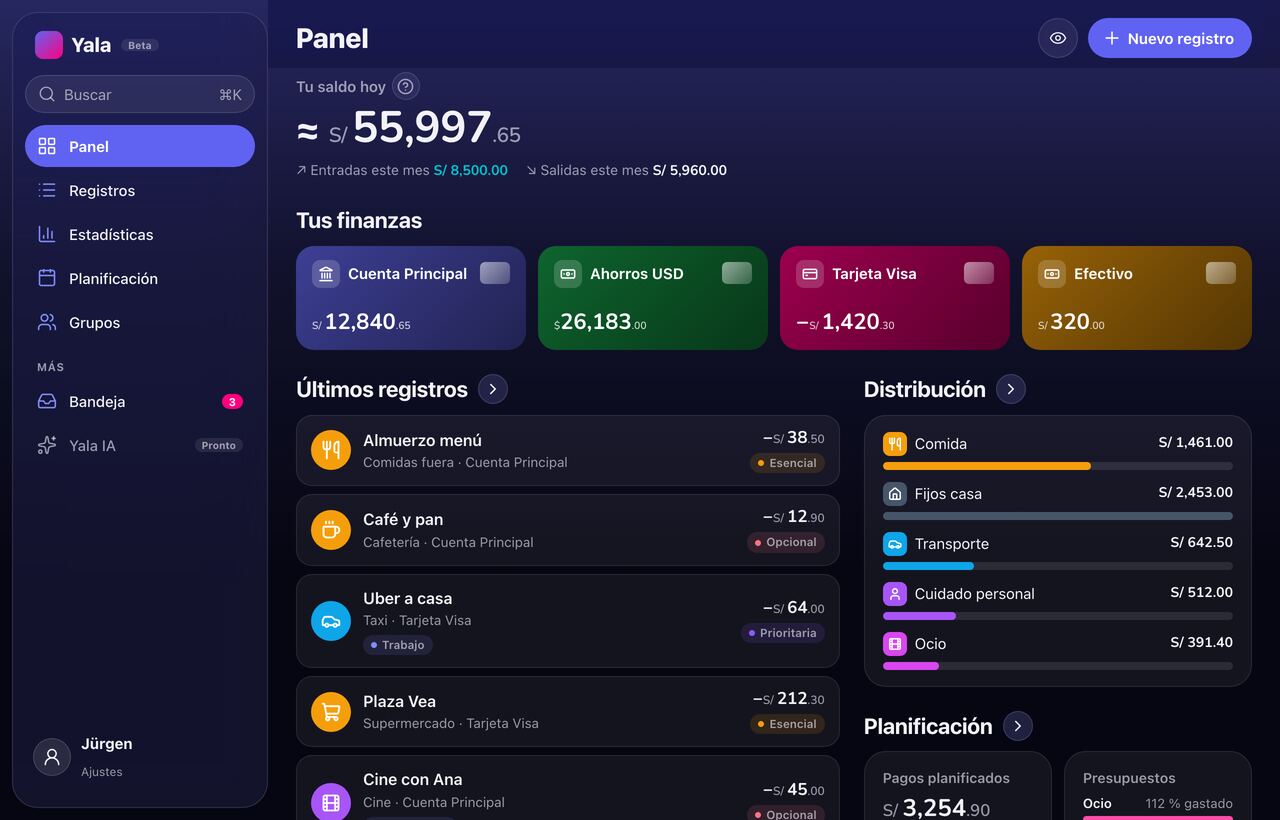 Yala Beta
Buscar ⌘K
Panel
Registros
Estadísticas
Planificación
Grupos
MÁS
Bandeja 3
Yala IA Pronto
Jürgen
Ajustes
Panel
+ Nuevo registro
Tu saldo hoy ?
≈ S/ 55,997.65
↗ Entradas este mes S/ 8,500.00 ↘ Salidas este mes S/ 5,960.00
Tus finanzas
Cuenta Principal
S/ 12,840.65
Ahorros USD
$26,183.00
Tarjeta Visa
−S/ 1,420.30
Efectivo
S/ 320.00
Últimos registros
Almuerzo menú −S/ 38.50
Comidas fuera · Cuenta Principal Esencial
Café y pan −S/ 12.90
Cafetería · Cuenta Principal Opcional
Uber a casa −S/ 64.00
Taxi · Tarjeta Visa Prioritaria
Trabajo
Plaza Vea −S/ 212.30
Supermercado · Tarjeta Visa Esencial
Cine con Ana −S/ 45.00
Cine · Cuenta Principal Opcional
Distribución
Comida S/ 1,461.00
Fijos casa S/ 2,453.00
Transporte S/ 642.50
Cuidado personal S/ 512.00
Ocio S/ 391.40
Planificación
Pagos planificados
S/ 3,254.90
Presupuestos
Ocio 112 % gastado